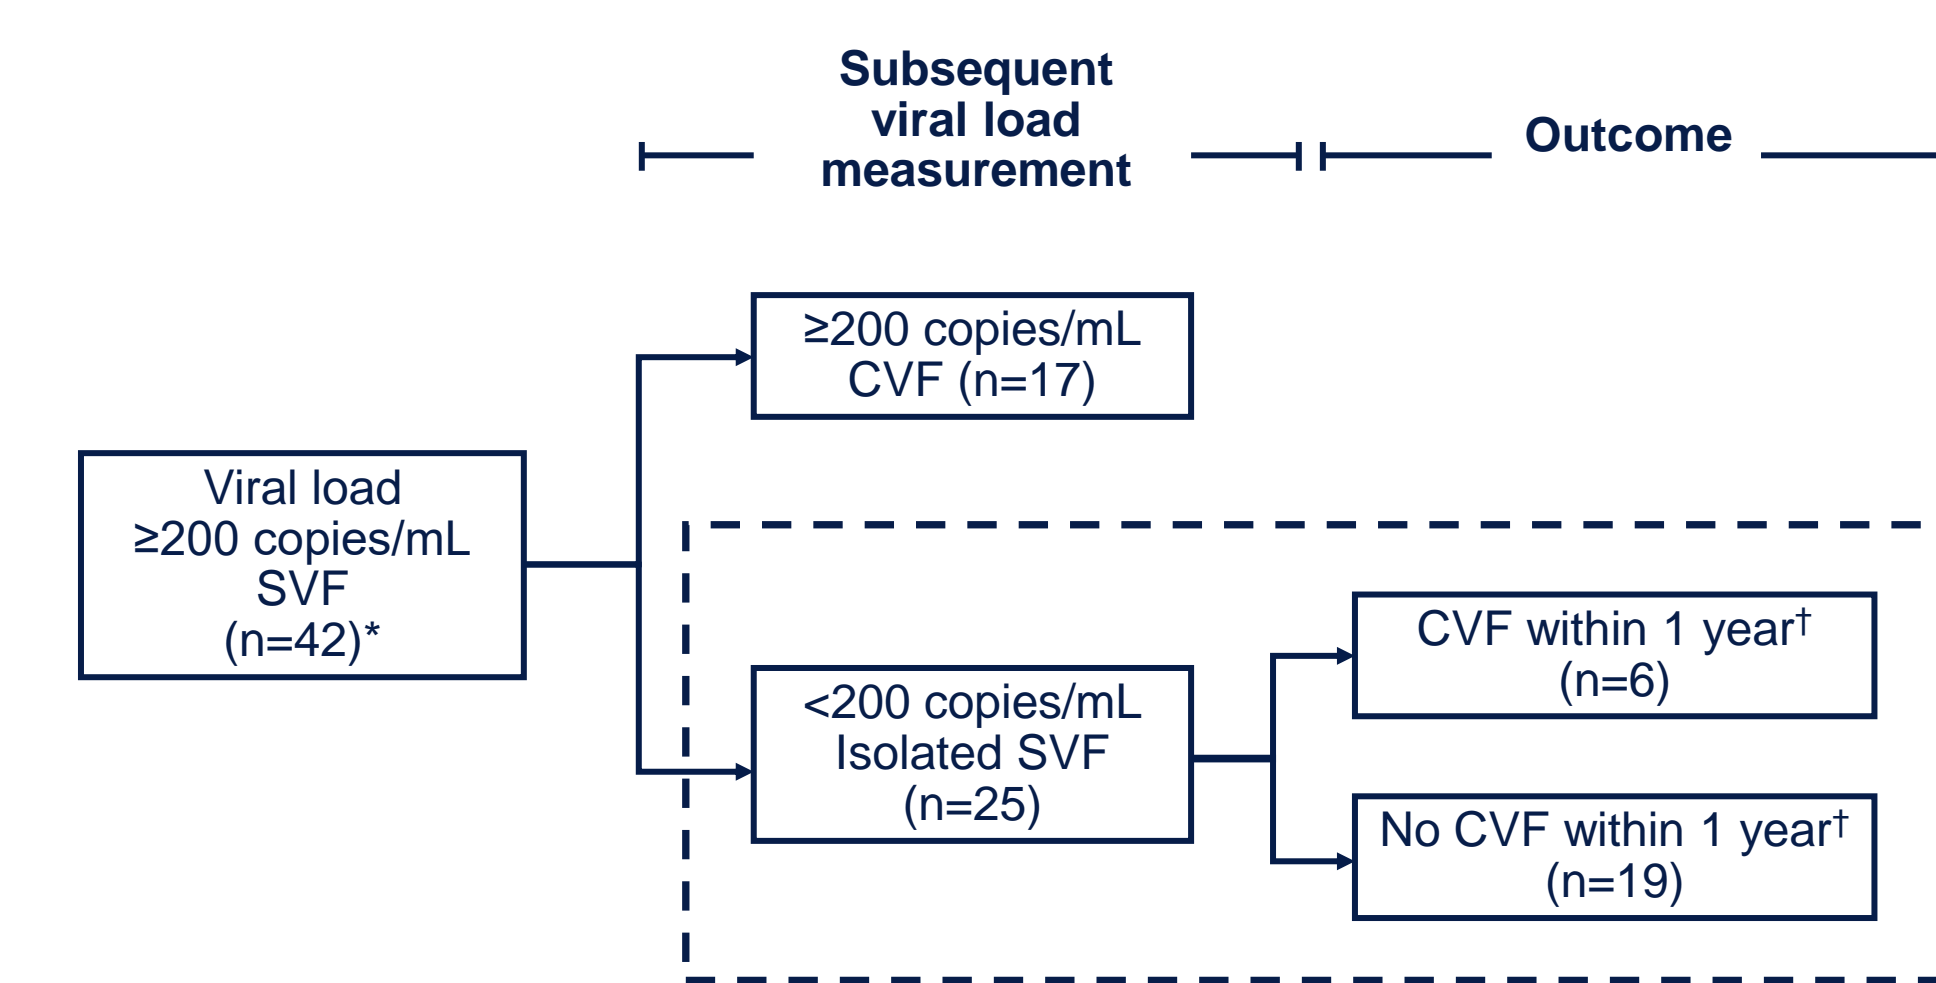 Subsequent
viral load
measurement
Outcome
≥200 copies/mL
CVF (n=17)
Viral load
≥200 copies/mL
SVF
(n=42)*
<200 copies/mL
Isolated SVF
(n=25)
CVF within 1 year†
(n=6)
No CVF within 1 year†
(n=19)